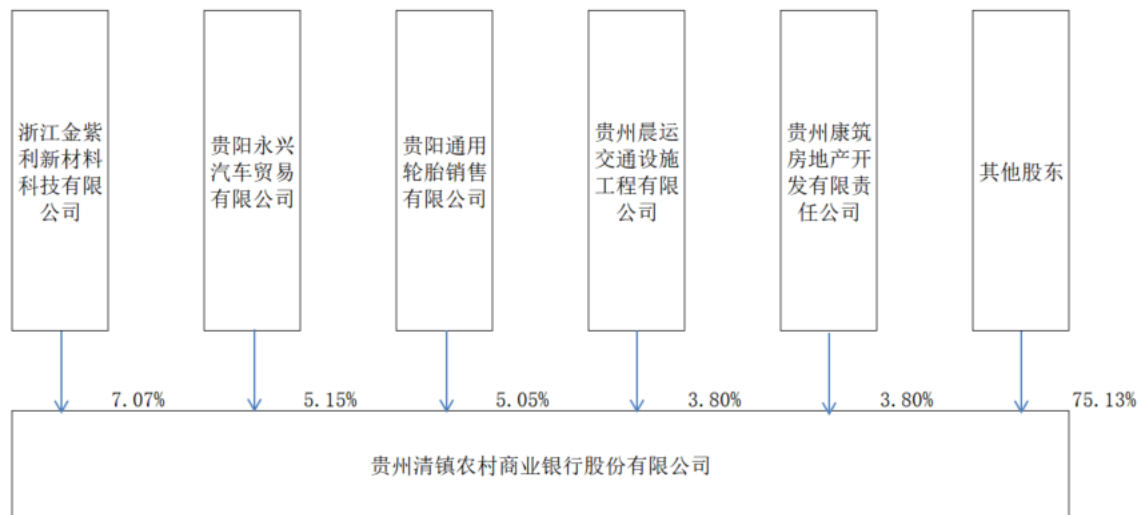 浙江金紫
利新材料
科技有限
公司
贵阳永兴
汽车贸易
有限公司
贵阳通用
轮胎销售
有限公司
贵州晨运
交通设施
工程有限
公司
贵州康筑
房地产开
发有限责
任公司
其他股东
7.07%
5.15%
5.05%
3.80%
3.80%
75.13%
贵州清镇农村商业银行股份有限公司